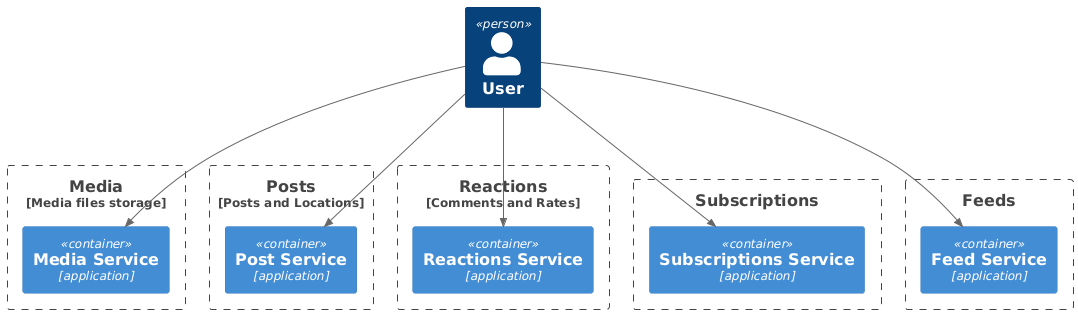 «person»
User
Media
[Media files storage]
«container»
Media Service
[application]
Posts
[Posts and Locations]
«container»
Post Service
[application]
Reactions
[Comments and Rates]
«container»
Reactions Service
[application]
Subscriptions
«container»
Subscriptions Service
[application]
Feeds
«container»
Feed Service
[application]